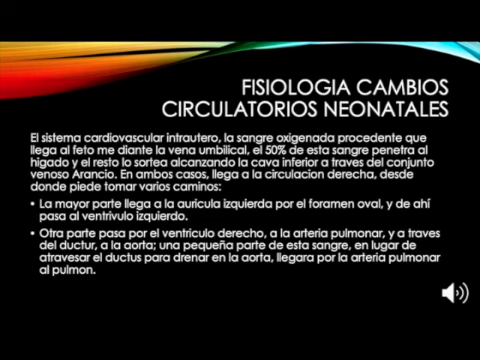 FISIOLOGIA CAMBIOS
CIRCULATORIOS NEONATALES
El sistema cardiovascular intrautero, la sangre oxigenada procedente que
llega al feto me diante la vena umbilical, el 50% de esta sangre penetra al
higado y el resto lo sortea alcanzando la cava inferior a traves del conjunto
venoso Arancio. En ambos casos, llega a la circulacion derecha, desde
donde puede tomar varios caminos:
• La mayor parte llega a la auricula izquierda por el foramen oval, y de ahí
pasa al ventrivulo izquierdo.
• Otra parte pasa por el ventriculo derecho, a la arteria pulmonar, y a traves
del ductur, a la aorta; una pequeña parte de esta sangre, en lugar de
atravesar el ductus para drenar en la aorta, llegara por la arteria pulmonar
al pulmon.